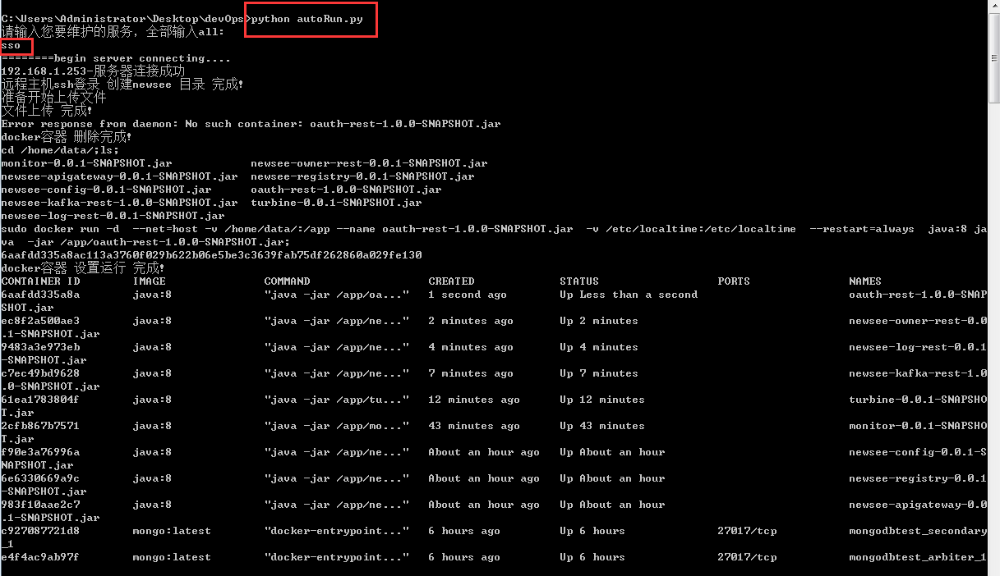 C:\Users\Administrator\Desktop\devOps>python autoRun.py
请输入您要维护的服务，全部输入all:
sso
========begin server connecting....
192.168.1.253-服务器连接成功
远程主机ssh登录 创建newsee 目录 完成!
准备开始上传文件
文件上传 完成!
Error response from daemon: No such container: oauth-rest-1.0.0-SNAPSHOT.jar
docker容器 删除完成!
cd /home/data/;ls;
monitor-0.0.1-SNAPSHOT.jar newsee-owner-rest-0.0.1-SNAPSHOT.jar
newsee-apigateway-0.0.1-SNAPSHOT.jar newsee-registry-0.0.1-SNAPSHOT.jar
newsee-config-0.0.1-SNAPSHOT.jar oauth-rest-1.0.0-SNAPSHOT.jar
newsee-kafka-rest-1.0.0-SNAPSHOT.jar turbine-0.0.1-SNAPSHOT.jar
newsee-log-rest-0.0.1-SNAPSHOT.jar
sudo docker run -d --net=host -v /home/data/:/app --name oauth-rest-1.0.0-SNAPSHOT.jar -v /etc/localtime:/etc/localtime --restart=always java:8 ja
va -jar /app/oauth-rest-1.0.0-SNAPSHOT.jar;
6aafdd335a8ac113a3760f029b622b06e5be3c3639fab75df262860a029fe130
docker容器 设置运行 完成!
CONTAINER ID IMAGE COMMAND CREATED STATUS PORTS NAMES
6aafdd335a8a java:8 "java -jar /app/oa..." 1 second ago Up Less than a second oauth-rest-1.0.0-SNAP
SHOT.jar
ec8f2a500ae3 java:8 "java -jar /app/ne..." 2 minutes ago Up 2 minutes newsee-owner-rest-0.0
.1-SNAPSHOT.jar
9483a3e973eb java:8 "java -jar /app/ne..." 4 minutes ago Up 4 minutes newsee-log-rest-0.0.1
-SNAPSHOT.jar
c7ec49bd9628 java:8 "java -jar /app/ne..." 7 minutes ago Up 7 minutes newsee-kafka-rest-1.0
.0-SNAPSHOT.jar
61ea1783804f java:8 "java -jar /app/tu..." 12 minutes ago Up 12 minutes turbine-0.0.1-SNAPSHO
T.jar
2cfb867b7571 java:8 "java -jar /app/mo..." 43 minutes ago Up 43 minutes monitor-0.0.1-SNAPSHO
T.jar
f90e3a76996a java:8 "java -jar /app/ne..." About an hour ago Up About an hour newsee-config-0.0.1-S
NAPSHOT.jar
6e6330669a9c java:8 "java -jar /app/ne..." About an hour ago Up About an hour newsee-registry-0.0.1
-SNAPSHOT.jar
983f10aae2c7 java:8 "java -jar /app/ne..." About an hour ago Up About an hour newsee-apigateway-0.0
.1-SNAPSHOT.jar
c927087721d8 mongo:latest "docker-entrypoint..." 6 hours ago Up 6 hours 27017/tcp mongodbtest_secondary
_1
e4f4ac9ab97f mongo:latest "docker-entrypoint..." 6 hours ago Up 6 hours 27017/tcp mongodbtest_arbiter_1